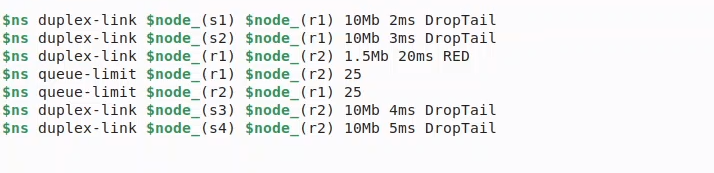 $ns duplex-link $node_(s1) $node_(r1) 10Mb 2ms DropTail
$ns duplex-link $node_(s2) $node_(r1) 10Mb 3ms DropTail
$ns duplex-link $node_(r1) $node_(r2) 1.5Mb 20ms RED
$ns queue-limit $node_(r1) $node_(r2) 25
$ns queue-limit $node_(r2) $node_(r1) 25
$ns duplex-link $node_(s3) $node_(r2) 10Mb 4ms DropTail
$ns duplex-link $node_(s4) $node_(r2) 10Mb 5ms DropTail